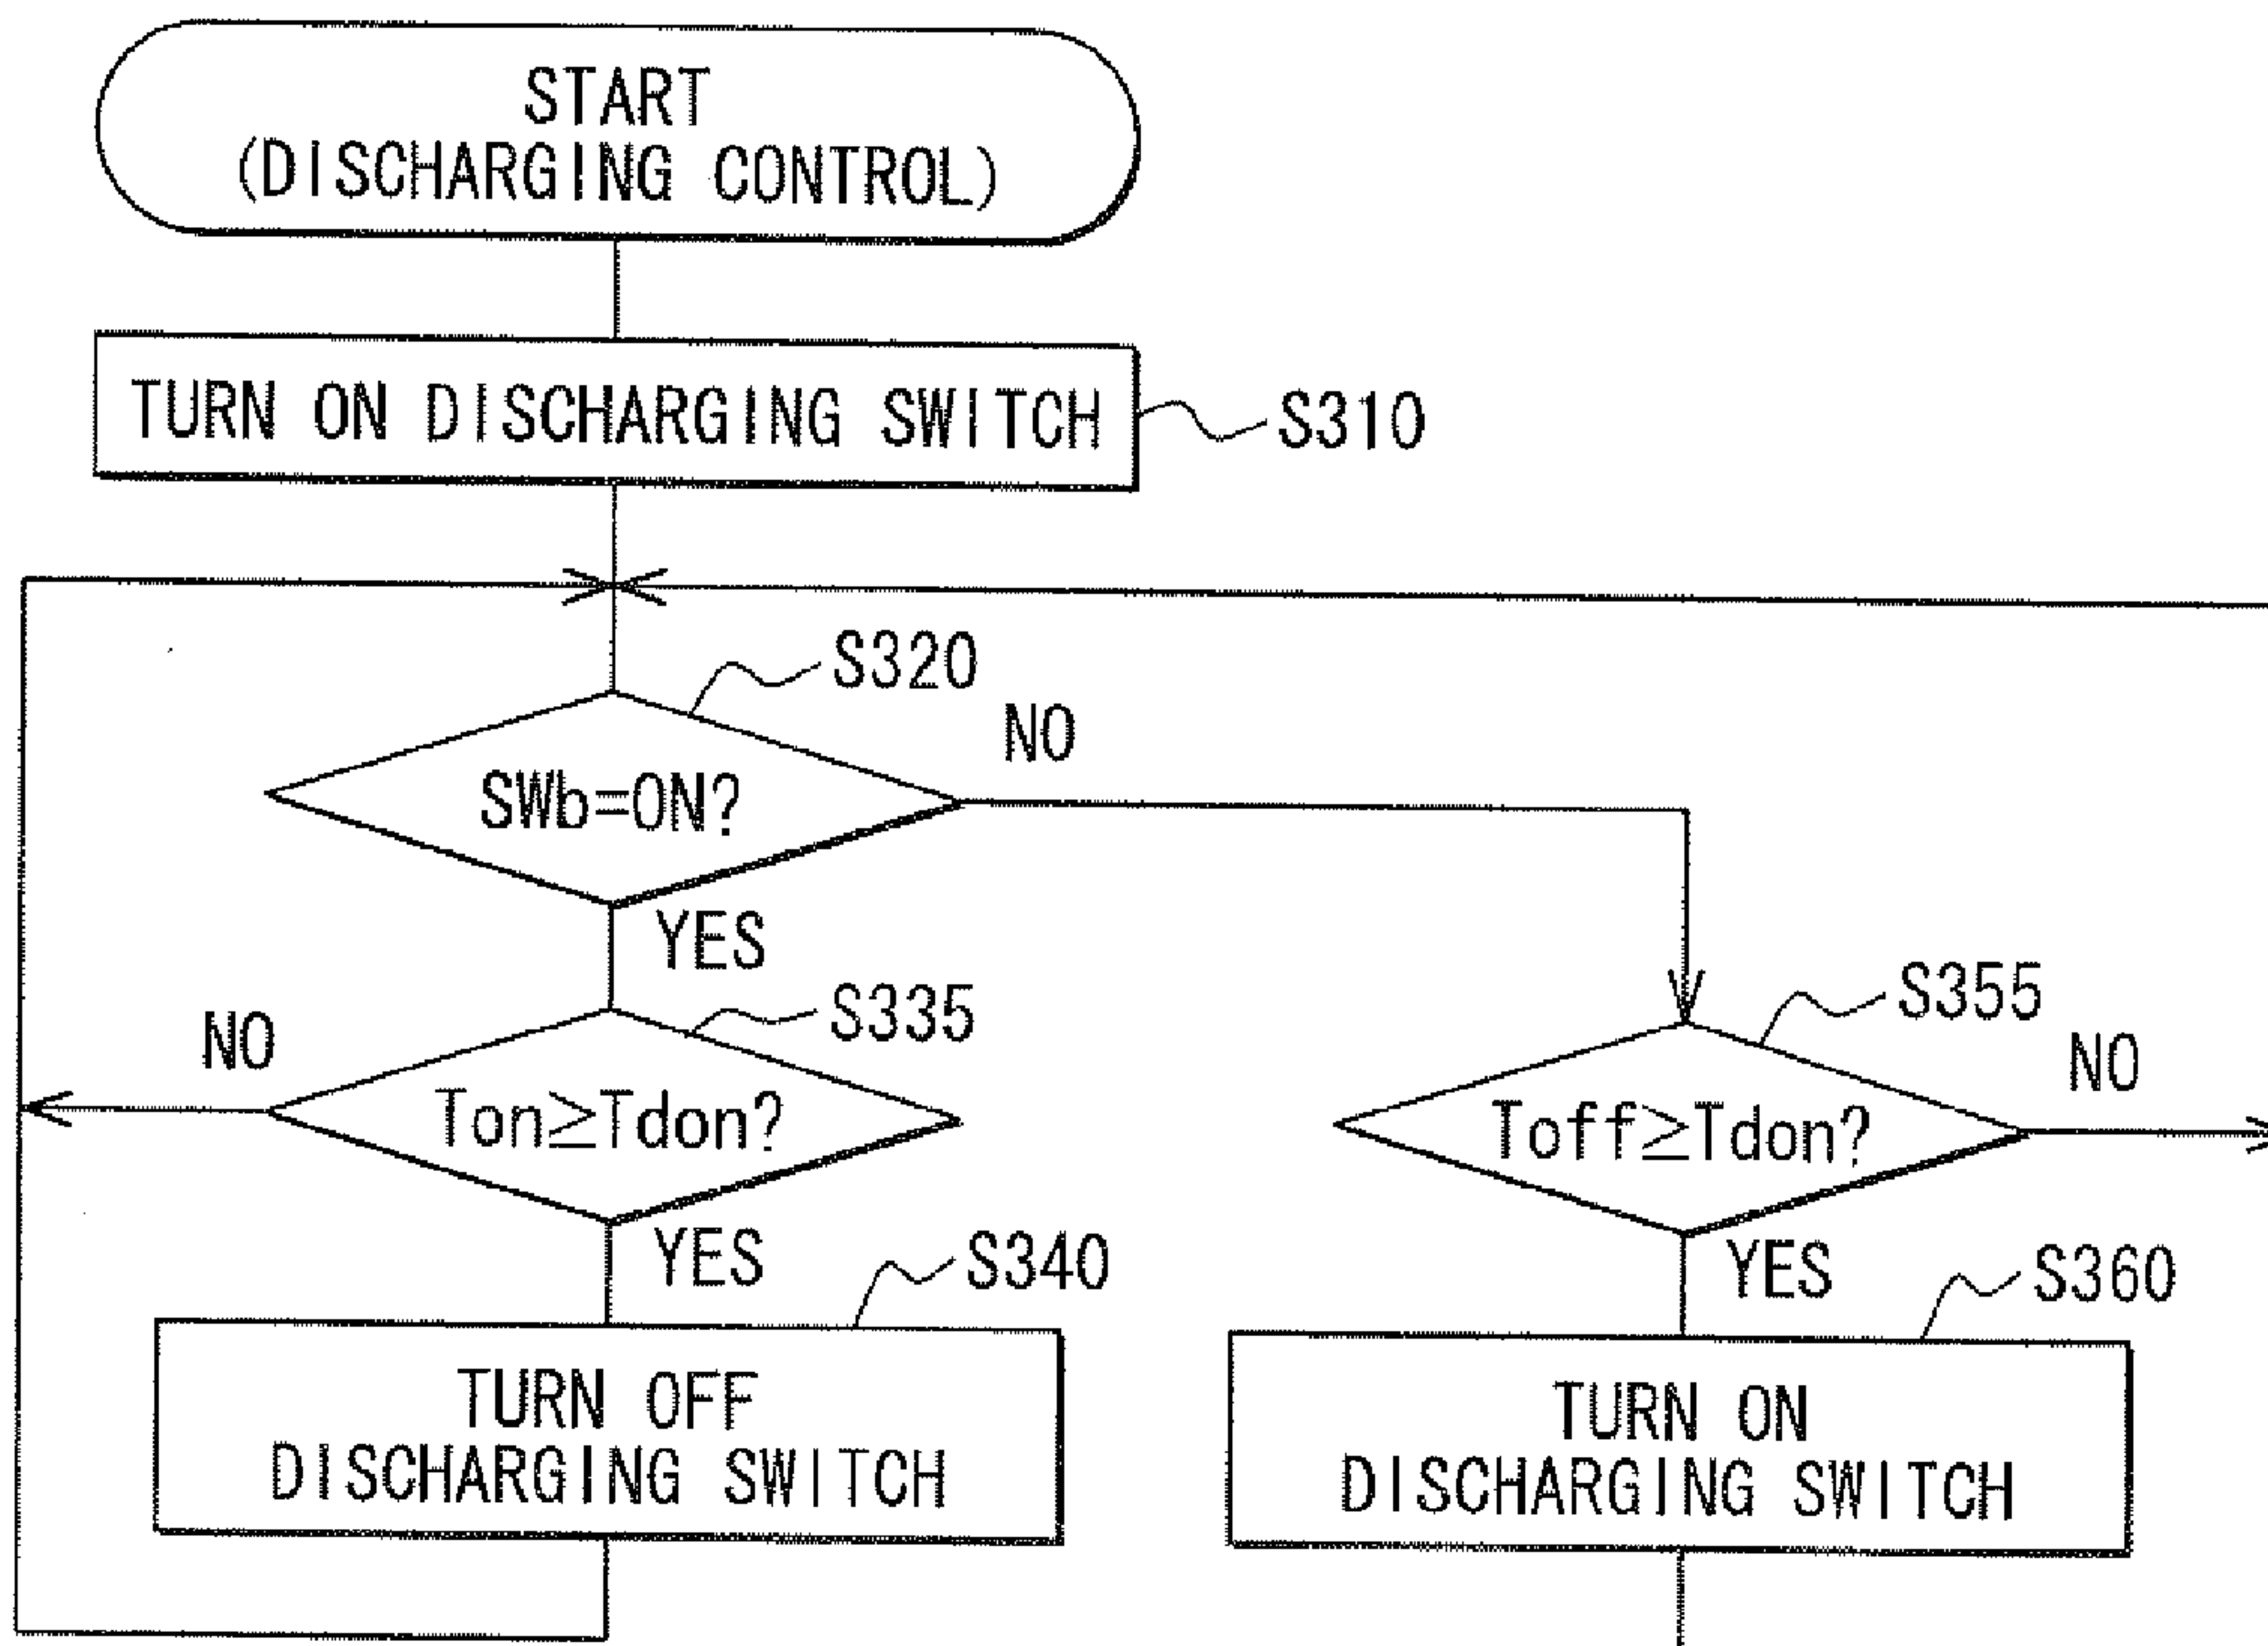 START
(DISCHARGING CONTROL)
TURN ON DISCHARGING SWITCH
S310
S320
SWb=ON?
NO
YES
S335
Ton≥Tdon?
NO
YES
S340
TURN OFF
DISCHARGING SWITCH
S355
Toff≥Tdon?
NO
YES
S360
TURN ON
DISCHARGING SWITCH